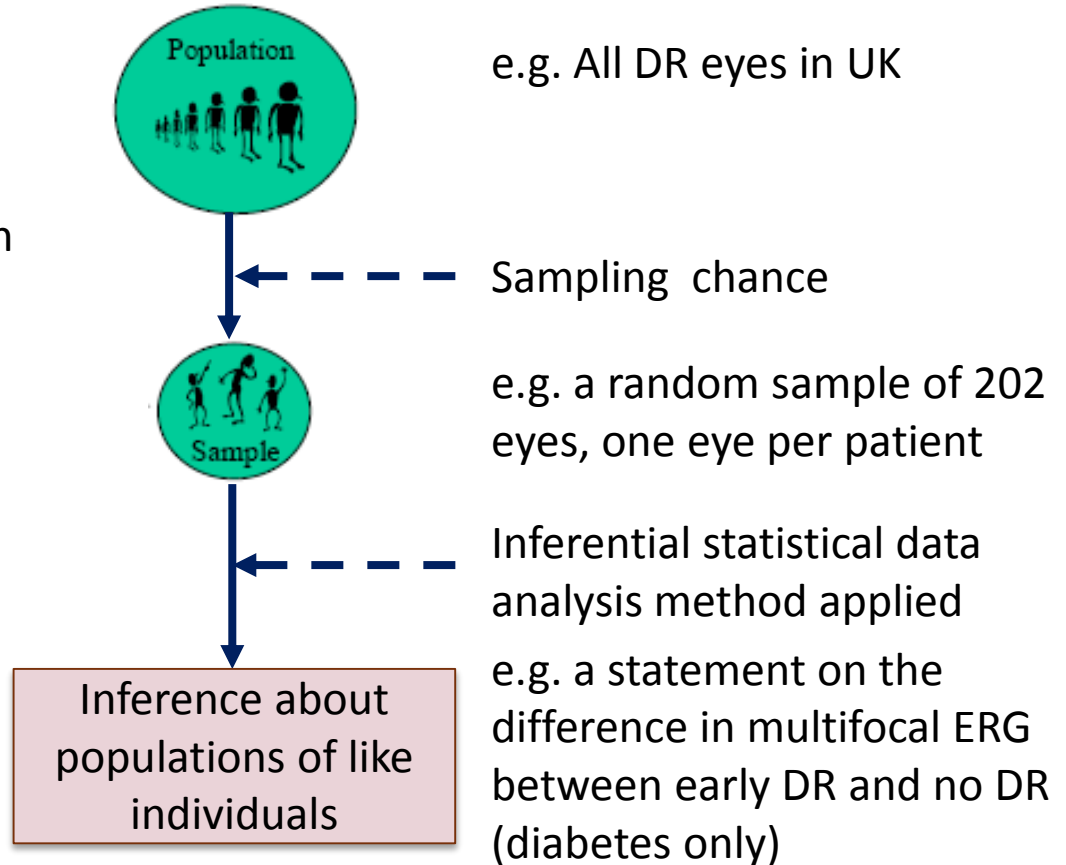 Population
e.g. All DR eyes in UK
n
Sampling chance
e.g. a random sample of 202
eyes, one eye per patient
Sample
Inferential statistical data
analysis method applied
e.g. a statement on the
difference in multifocal ERG
between early DR and no DR
(diabetes only)
Inference about
populations of like
individuals